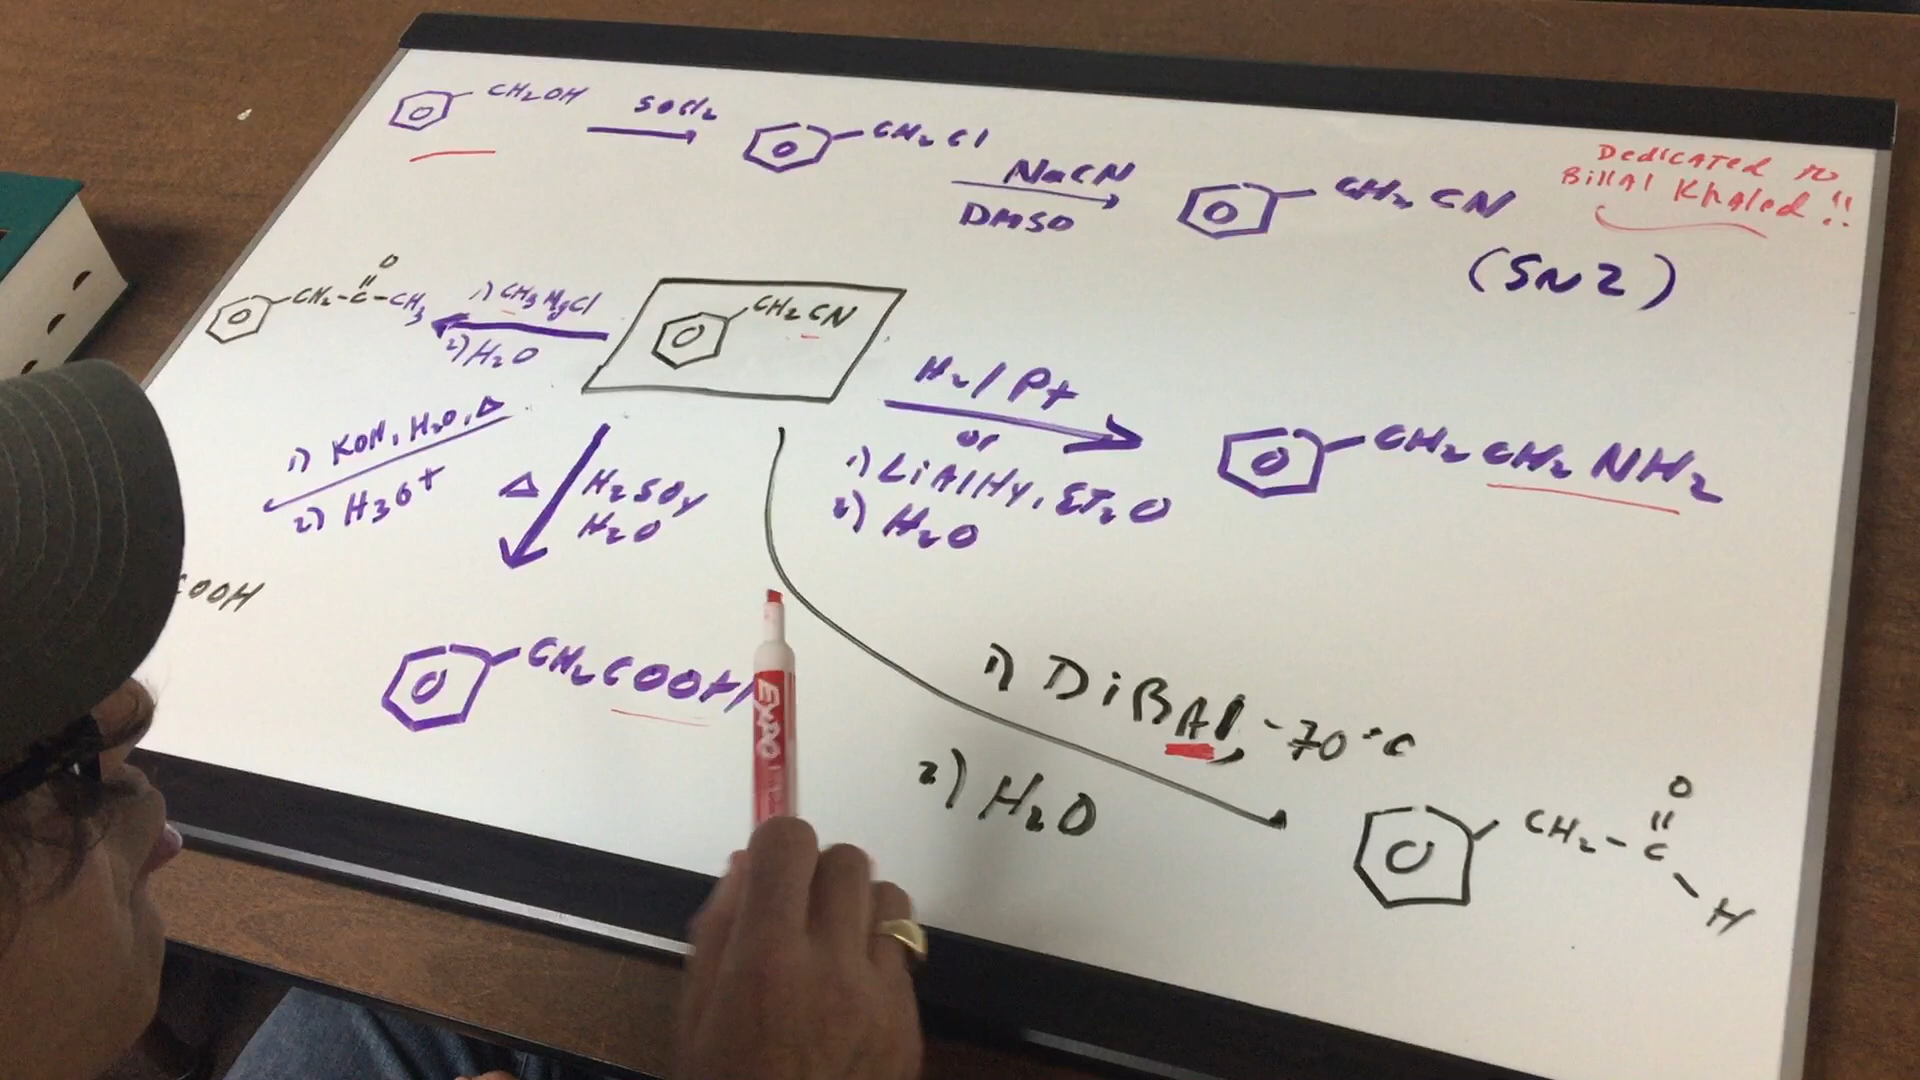 CH2OH
SOCl2
CH2Cl
NaCN
DMSO
CH2CN
(SN2)
Dedicated to
Billal Khaled!!
O
CH2-C-CH3
1) CH3MgCl
2) H2O
CH2CN
H2/Pt
or
1) LiAlH4, Et2O
2) H2O
CH2CH2NH2
1) KOH, H2O, Δ
2) H3O+
Δ
H2SO4
H2O
COOH
CH2COOH
1) DiBAl, -70°C
2) H2O
O
CH2-C
H
EXPO